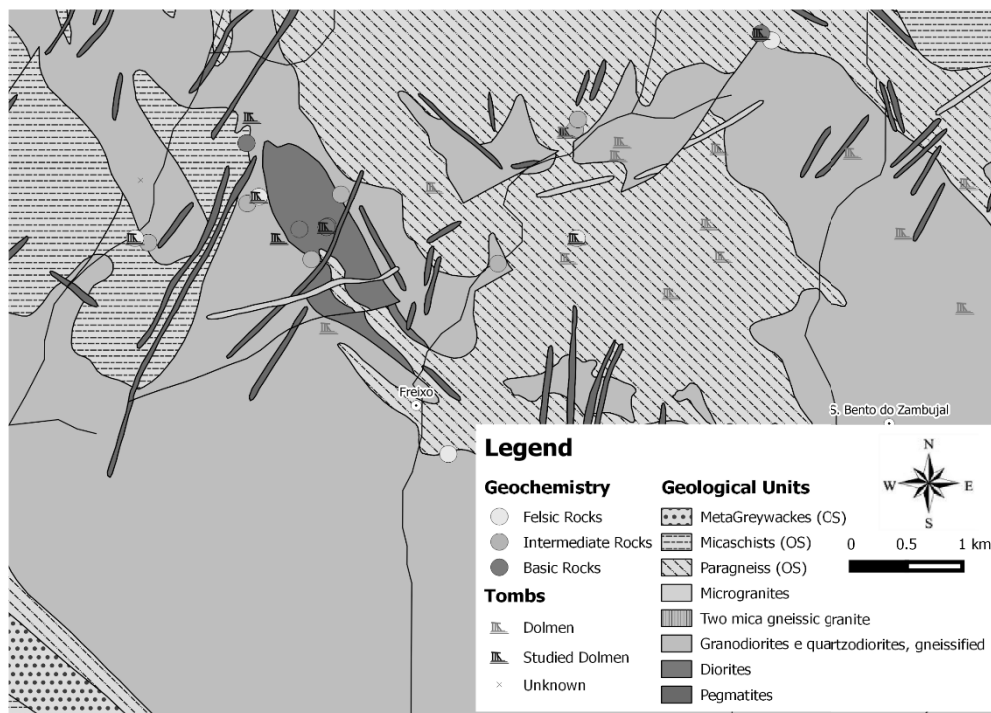 Freixo
S. Bento do Zambujal
Legend
Geochemistry
Felsic Rocks
Intermediate Rocks
Basic Rocks
Tombs
Dolmen
Studied Dolmen
Unknown
Geological Units
MetaGreywackes (OS)
Micaschists (OS)
Paragneiss (OS)
Microgranites
Two mica gneissic granite
Granodiorites e quartzodiorites, gneissified
Diorites
Pegmatites
N
W E
S
0 0.5 1 km